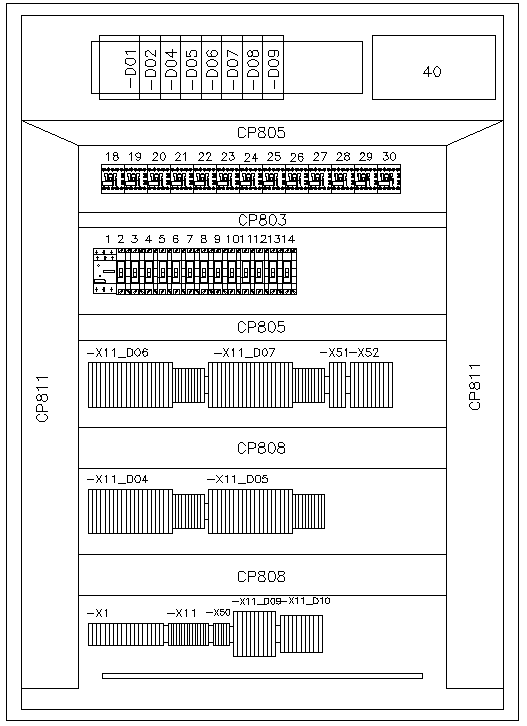 -D01 -D02 -D04 -D05 -D06 -D07 -D08 -D09
40
CP805
18 19 20 21 22 23 24 25 26 27 28 29 30
CP803
1 2 3 4 5 6 7 8 9 10 11 12 13 14
CP805
-X11_D06 -X11_D07 -X51 -X52
CP811
CP811
CP808
-X11_D04 -X11_D05
CP808
-X1 -X11 -X50 -X11_D09 -X11_D10